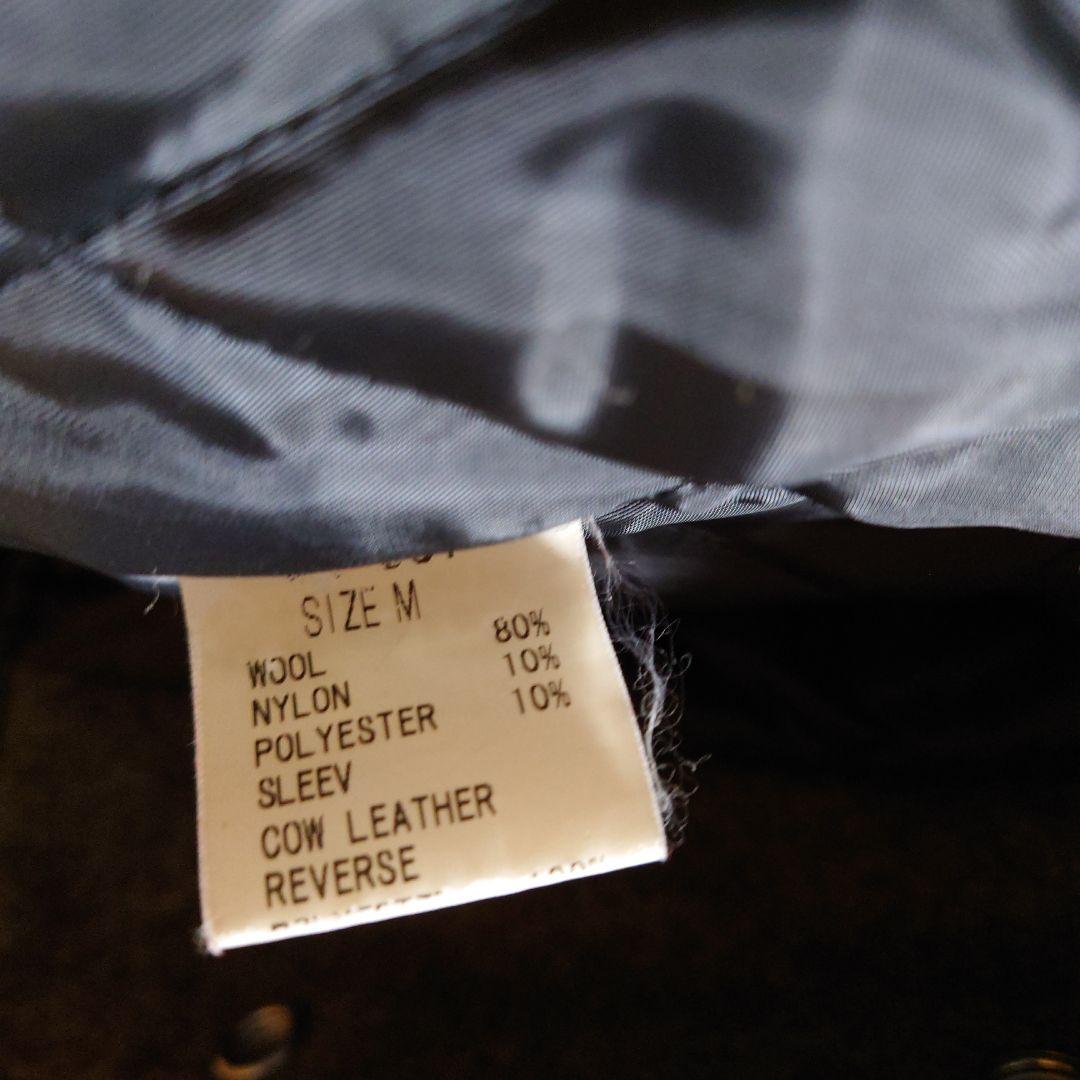 SIZE M
WOOL 80%
NYLON 10%
POLYESTER 10%
SLEEV
COW LEATHER
REVERSE